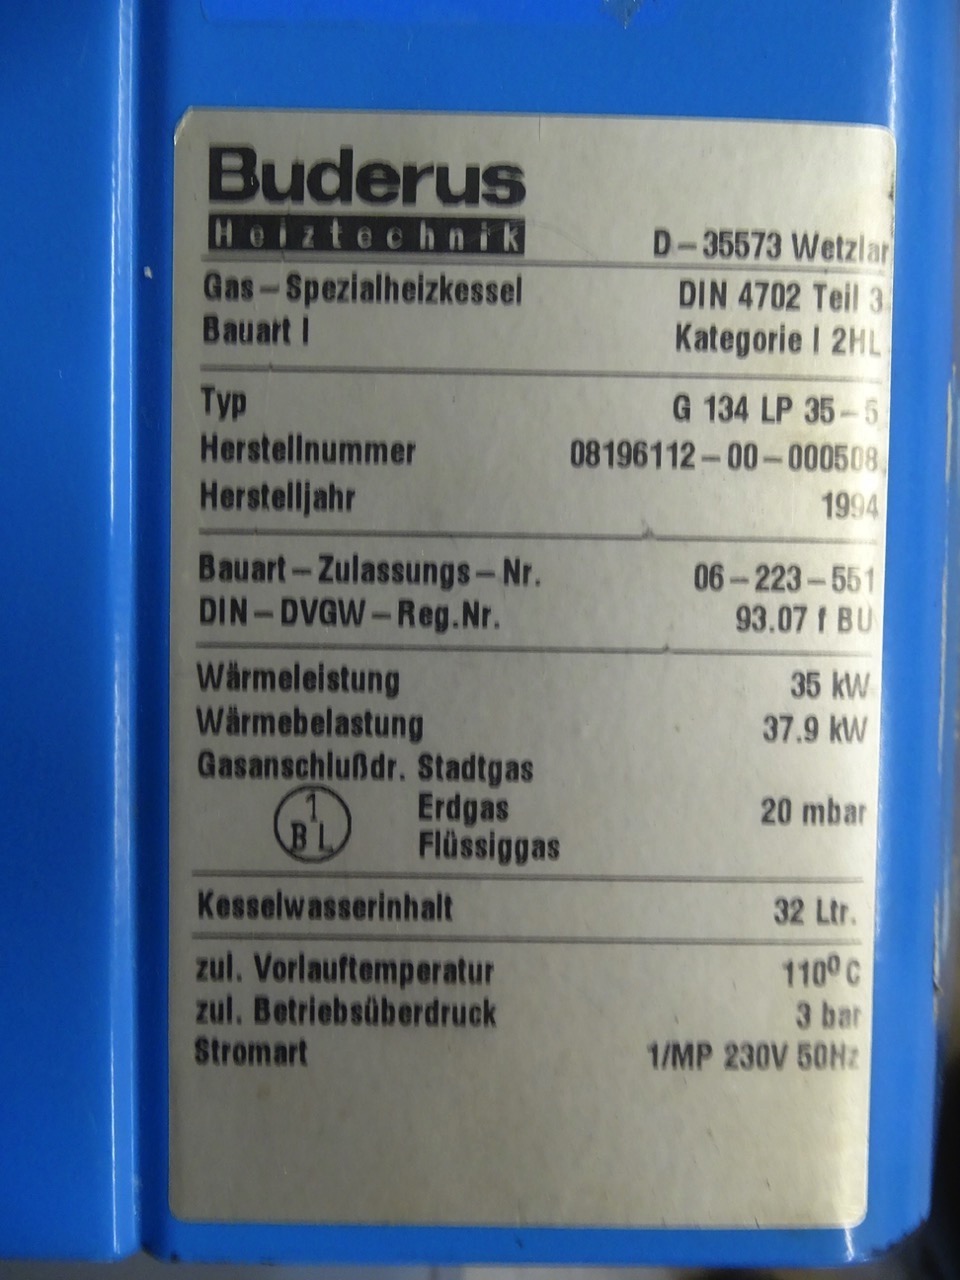 Buderus
Heiztechnik
D-35573 Wetzlar
Gas-Spezialheizkessel DIN 4702 Teil 3
Bauart I Kategorie I 2HL
Typ G 134 LP 35-5
Herstellnummer 08196112-00-000508
Herstelljahr 1994
Bauart-Zulassungs-Nr. 06-223-551
DIN-DVGW-Reg.Nr. 93.07 f BU
Wärmeleistung 35 kW
Wärmebelastung 37.9 kW
Gasanschlußdr. Stadtgas
1
BL
Erdgas 20 mbar
Flüssiggas
Kesselwasserinhalt 32 Ltr.
zul. Vorlauftemperatur 110⁰C
zul. Betriebsüberdruck 3 bar
Stromart 1/MP 230V 50Hz